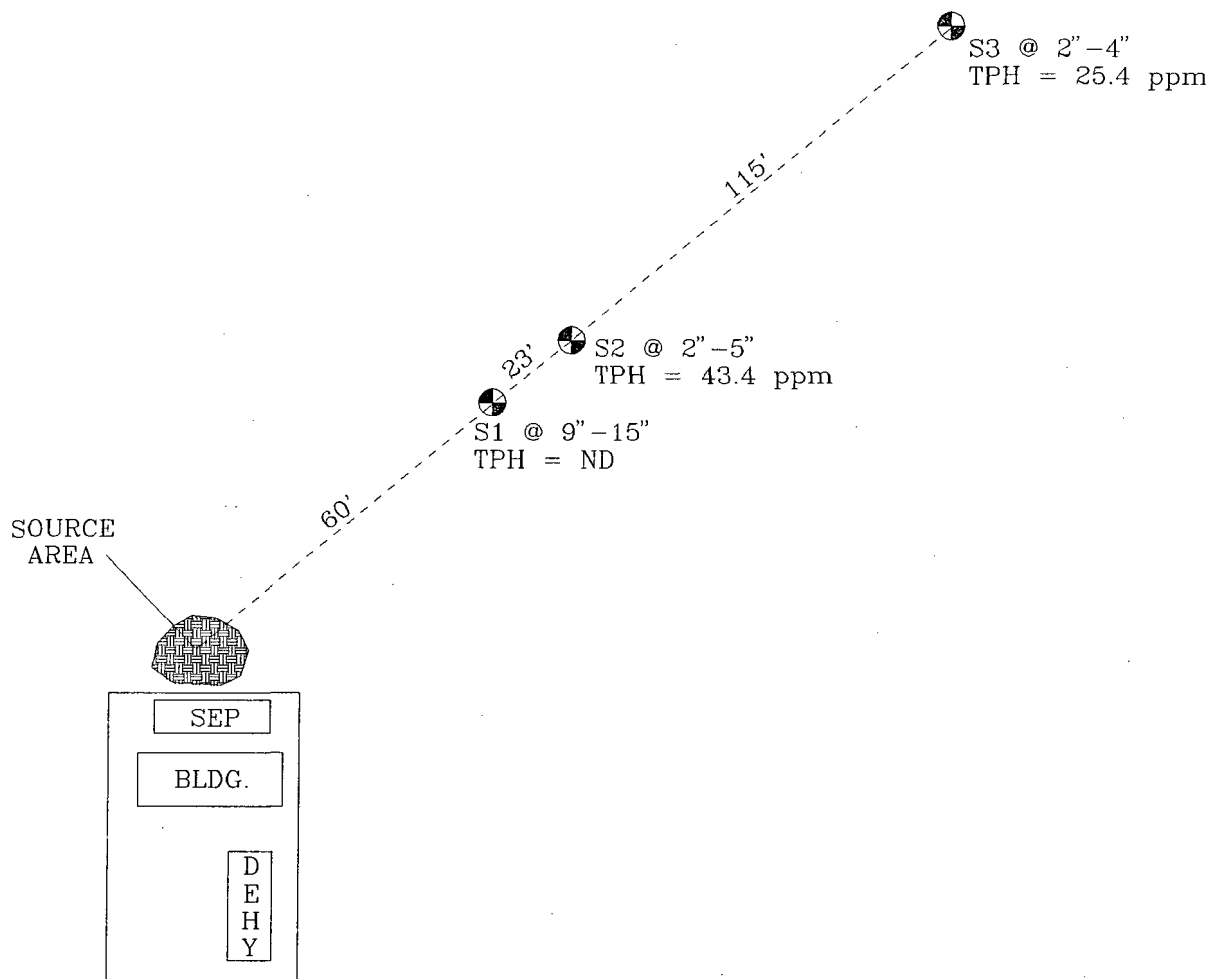 S3 @ 2"-4"
TPH = 25.4 ppm
115'
S2 @ 2"-5"
TPH = 43.4 ppm
23'
S1 @ 9"-15"
TPH = ND
60'
SOURCE
AREA
SEP
BLDG.
D
E
H
Y